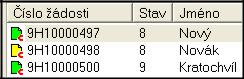 Číslo žádosti Stav Jméno
9H10000497 8 Nový
9H10000498 8 Novák
9H10000500 9 Kratochvíl